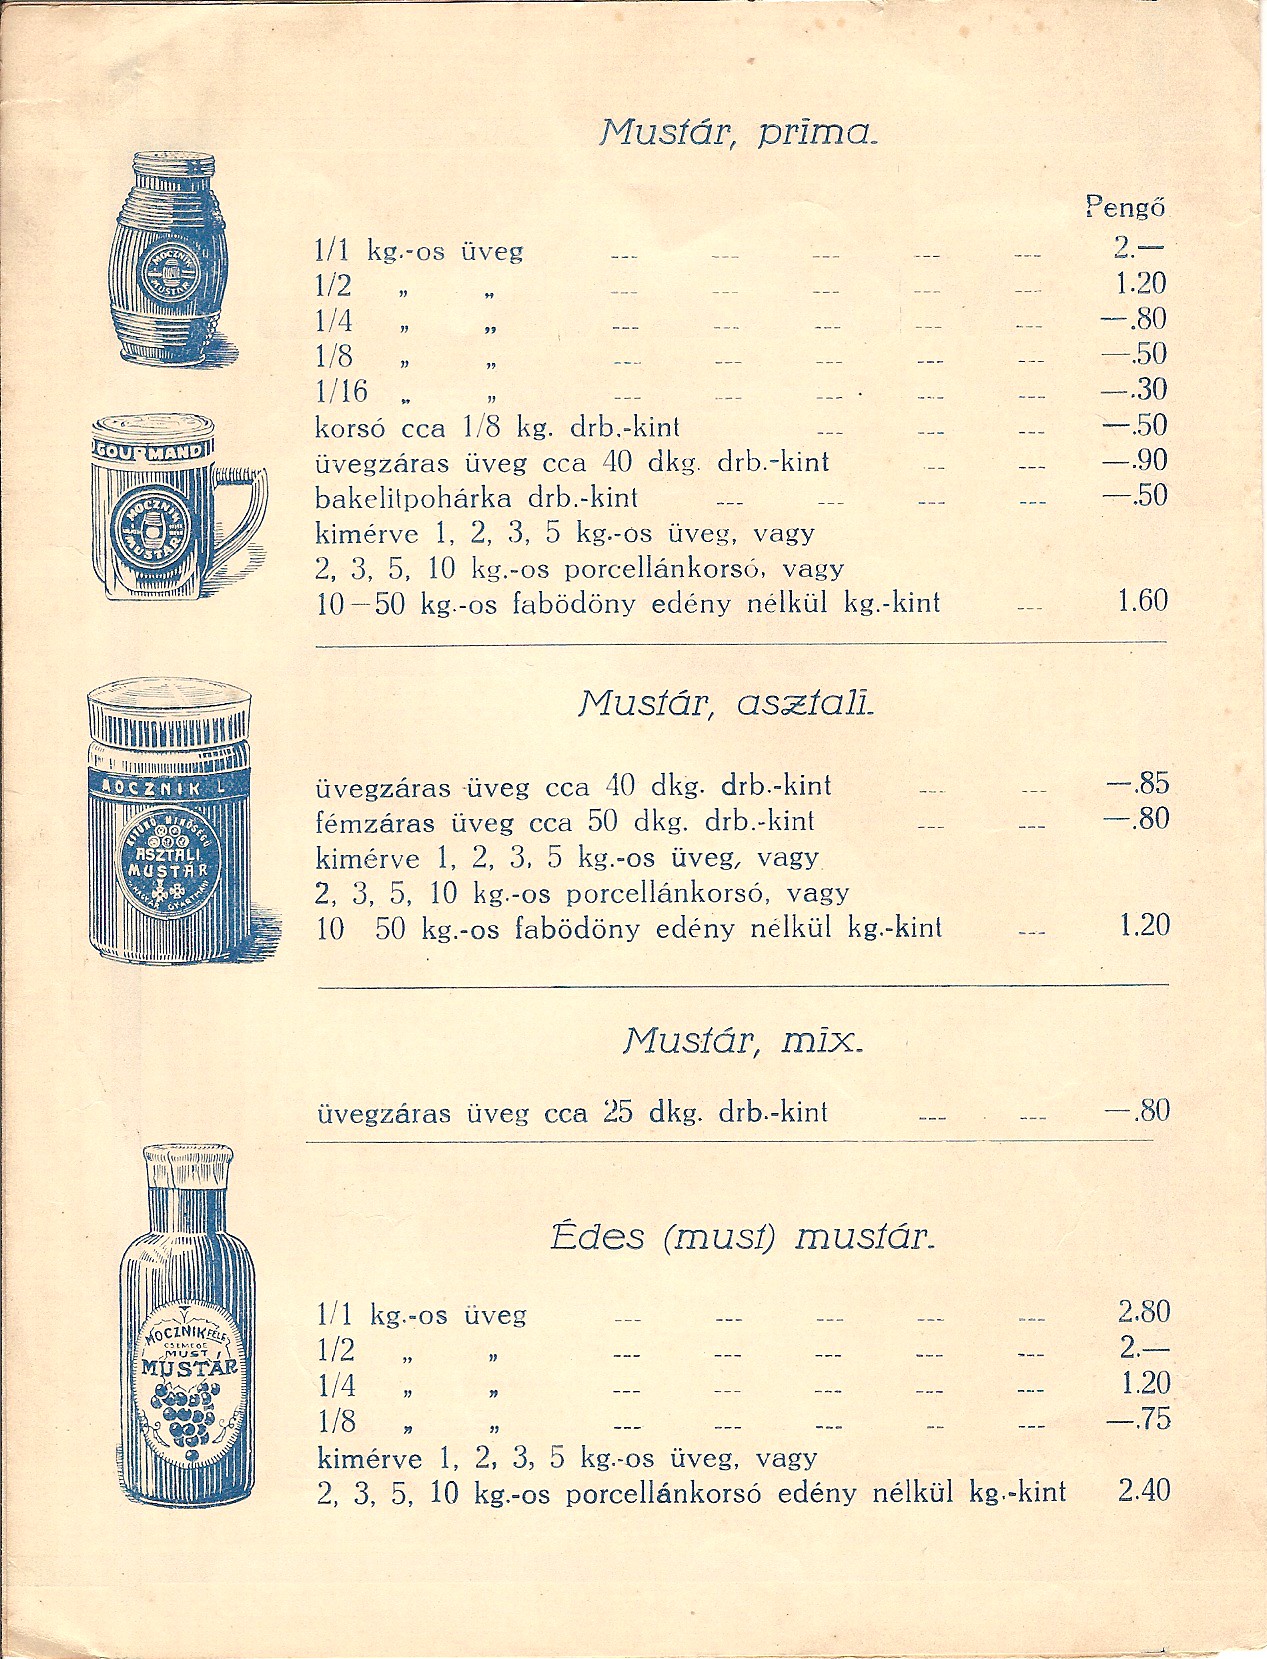 Mustár, prima.
Pengő
1/1 kg.-os üveg --- --- --- --- --- 2.—
1/2 „ „ --- --- --- --- --- 1.20
1/4 „ „ --- --- --- --- --- —.80
1/8 „ „ --- --- --- --- --- —.50
1/16 „ „ --- --- --- --- --- —.30
korsó cca 1/8 kg. drb.-kint --- --- --- —.50
üvegzáras üveg cca 40 dkg. drb.-kint --- --- —.90
bakelitpohárka drb.-kint --- --- --- --- —.50
kimérve 1, 2, 3, 5 kg.-os üveg, vagy
2, 3, 5, 10 kg.-os porcellánkorsó, vagy
10—50 kg.-os fabödöny edény nélkül kg.-kint --- 1.60
Mustár, asztali.
üvegzáras üveg cca 40 dkg. drb.-kint --- --- —.85
fémzáras üveg cca 50 dkg. drb.-kint --- --- —.80
kimérve 1, 2, 3, 5 kg.-os üveg, vagy
2, 3, 5, 10 kg.-os porcellánkorsó, vagy
10 50 kg.-os fabödöny edény nélkül kg.-kint --- 1.20
Mustár, mix.
üvegzáras üveg cca 25 dkg. drb.-kint --- --- —.80
Édes (must) mustár.
1/1 kg.-os üveg --- --- --- --- --- 2.80
1/2 „ „ --- --- --- --- --- 2.—
1/4 „ „ --- --- --- --- --- 1.20
1/8 „ „ --- --- --- -- --- —.75
kimérve 1, 2, 3, 5 kg.-os üveg, vagy
2, 3, 5, 10 kg.-os porcellánkorsó edény nélkül kg.-kint 2.40
MOCZNIK
MUSTÁR
GOURMAND
MOCZNIK
MUSTÁR
MOCZNIK L
KITÜNŐ MINŐSÉGŰ
ASZTALI
MUSTÁR
MAGYAR GYÁRTMÁNY
MOCZNIK FÉLE
CSEMEGE
MUST
MUSTÁR